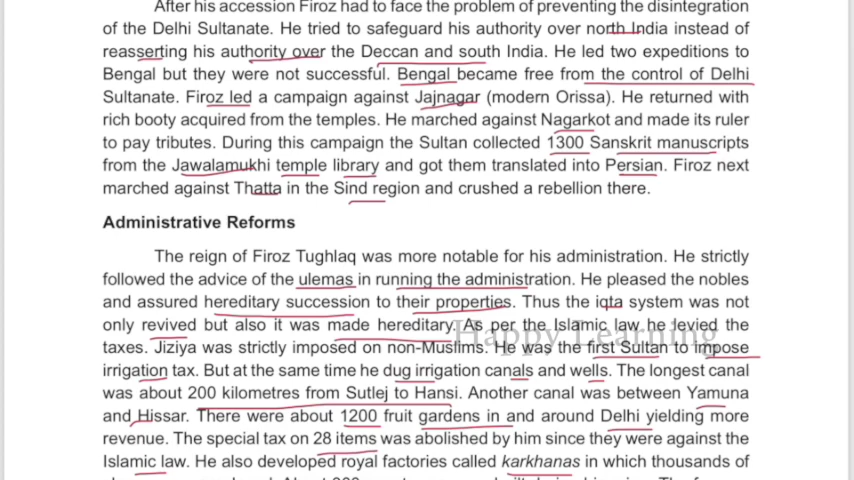 After his accession Firoz had to face the problem of preventing the disintegration
of the Delhi Sultanate. He tried to safeguard his authority over north India instead of
reasserting his authority over the Deccan and south India. He led two expeditions to
Bengal but they were not successful. Bengal became free from the control of Delhi
Sultanate. Firoz led a campaign against Jajnagar (modern Orissa). He returned with
rich booty acquired from the temples. He marched against Nagarkot and made its ruler
to pay tributes. During this campaign the Sultan collected 1300 Sanskrit manuscripts
from the Jawalamukhi temple library and got them translated into Persian. Firoz next
marched against Thatta in the Sind region and crushed a rebellion there.
Administrative Reforms
The reign of Firoz Tughlaq was more notable for his administration. He strictly
followed the advice of the ulemas in running the administration. He pleased the nobles
and assured hereditary succession to their properties. Thus the iqta system was not
only revived but also it was made hereditary. As per the Islamic law he levied the
Happy Learning
taxes. Jiziya was strictly imposed on non-Muslims. He was the first Sultan to impose
irrigation tax. But at the same time he dug irrigation canals and wells. The longest canal
was about 200 kilometres from Sutlej to Hansi. Another canal was between Yamuna
and Hissar. There were about 1200 fruit gardens in and around Delhi yielding more
revenue. The special tax on 28 items was abolished by him since they were against the
Islamic law. He also developed royal factories called karkhanas in which thousands of